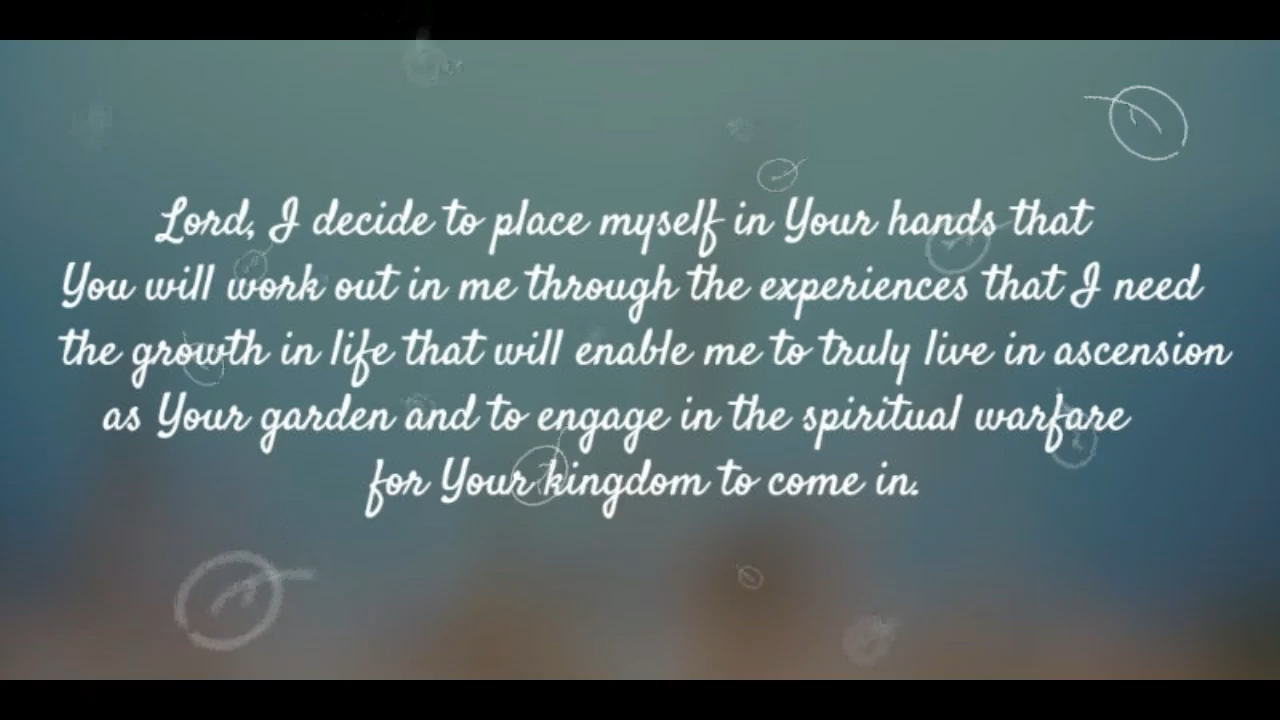 Lord, I decide to place myself in Your hands that
You will work out in me through the experiences that I need
the growth in life that will enable me to truly live in ascension
as Your garden and to engage in the spiritual warfare
for Your kingdom to come in.